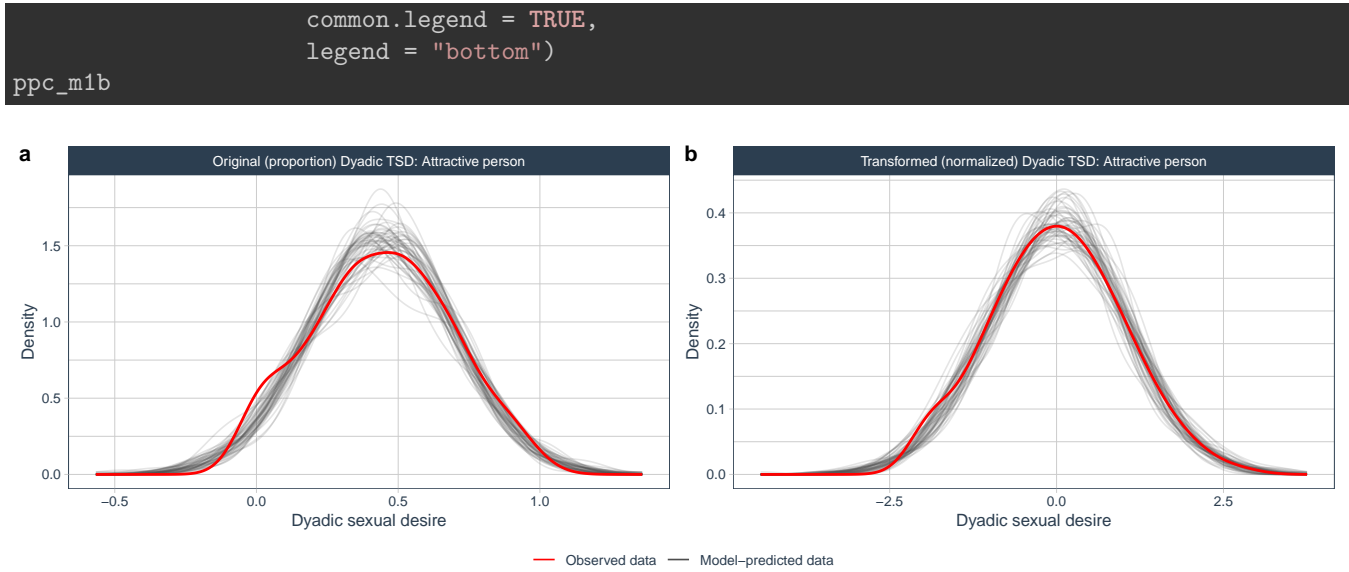 common.legend = TRUE,
legend = "bottom")
ppc_m1b
a
Original (proportion) Dyadic TSD: Attractive person
Density
1.5
1.0
0.5
0.0
−0.5
0.0
0.5
1.0
Dyadic sexual desire
b
Transformed (normalized) Dyadic TSD: Attractive person
Density
0.4
0.3
0.2
0.1
0.0
−2.5
0.0
2.5
Dyadic sexual desire
Observed data
Model−predicted data